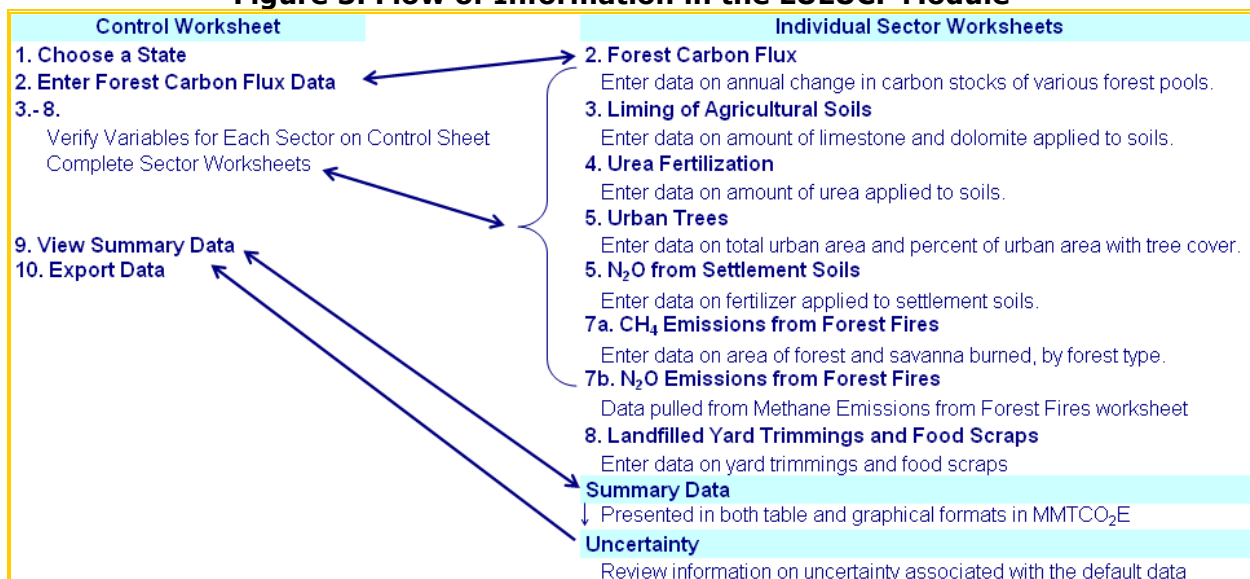 Figure 3. Flow of Information in the LULUCF Module
Control Worksheet
1. Choose a State
2. Enter Forest Carbon Flux Data
3.- 8.
Verify Variables for Each Sector on Control Sheet
Complete Sector Worksheets
9. View Summary Data
10. Export Data
Individual Sector Worksheets
2. Forest Carbon Flux
Enter data on annual change in carbon stocks of various forest pools.
3. Liming of Agricultural Soils
Enter data on amount of limestone and dolomite applied to soils.
4. Urea Fertilization
Enter data on amount of urea applied to soils.
5. Urban Trees
Enter data on total urban area and percent of urban area with tree cover.
5. N₂O from Settlement Soils
Enter data on fertilizer applied to settlement soils.
7a. CH₄ Emissions from Forest Fires
Enter data on area of forest and savanna burned, by forest type.
7b. N₂O Emissions from Forest Fires
Data pulled from Methane Emissions from Forest Fires worksheet
8. Landfilled Yard Trimmings and Food Scraps
Enter data on yard trimmings and food scraps
Summary Data
↓ Presented in both table and graphical formats in MMTCO₂E
Uncertainty
Review information on uncertainty associated with the default data